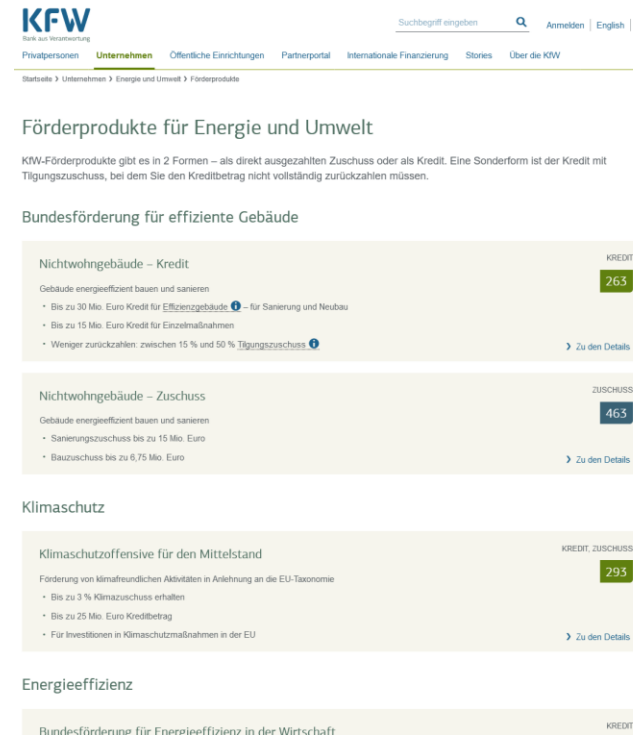 KFW
Bank aus Verantwortung
Suchbegriff eingeben
Anmelden | English |
Privatpersonen Unternehmen Öffentliche Einrichtungen Partnerportal Internationale Finanzierung Stories Über die KfW
Startseite > Unternehmen > Energie und Umwelt > Förderprodukte
Förderprodukte für Energie und Umwelt
KfW-Förderprodukte gibt es in 2 Formen – als direkt ausgezahlten Zuschuss oder als Kredit. Eine Sonderform ist der Kredit mit
Tilgungszuschuss, bei dem Sie den Kreditbetrag nicht vollständig zurückzahlen müssen.
Bundesförderung für effiziente Gebäude
Nichtwohngebäude – Kredit
KREDIT
263
Gebäude energieeffizient bauen und sanieren
• Bis zu 30 Mio. Euro Kredit für Effizienzgebäude i – für Sanierung und Neubau
• Bis zu 15 Mio. Euro Kredit für Einzelmaßnahmen
• Weniger zurückzahlen: zwischen 15 % und 50 % Tilgungszuschuss i
> Zu den Details
Nichtwohngebäude – Zuschuss
ZUSCHUSS
463
Gebäude energieeffizient bauen und sanieren
• Sanierungszuschuss bis zu 15 Mio. Euro
• Bauzuschuss bis zu 6,75 Mio. Euro
> Zu den Details
Klimaschutz
Klimaschutzoffensive für den Mittelstand
KREDIT, ZUSCHUSS
293
Förderung von klimafreundlichen Aktivitäten in Anlehnung an die EU-Taxonomie
• Bis zu 3 % Klimazuschuss erhalten
• Bis zu 25 Mio. Euro Kreditbetrag
• Für Investitionen in Klimaschutzmaßnahmen in der EU
> Zu den Details
Energieeffizienz
Bundesförderung für Energieeffizienz in der Wirtschaft
KREDIT